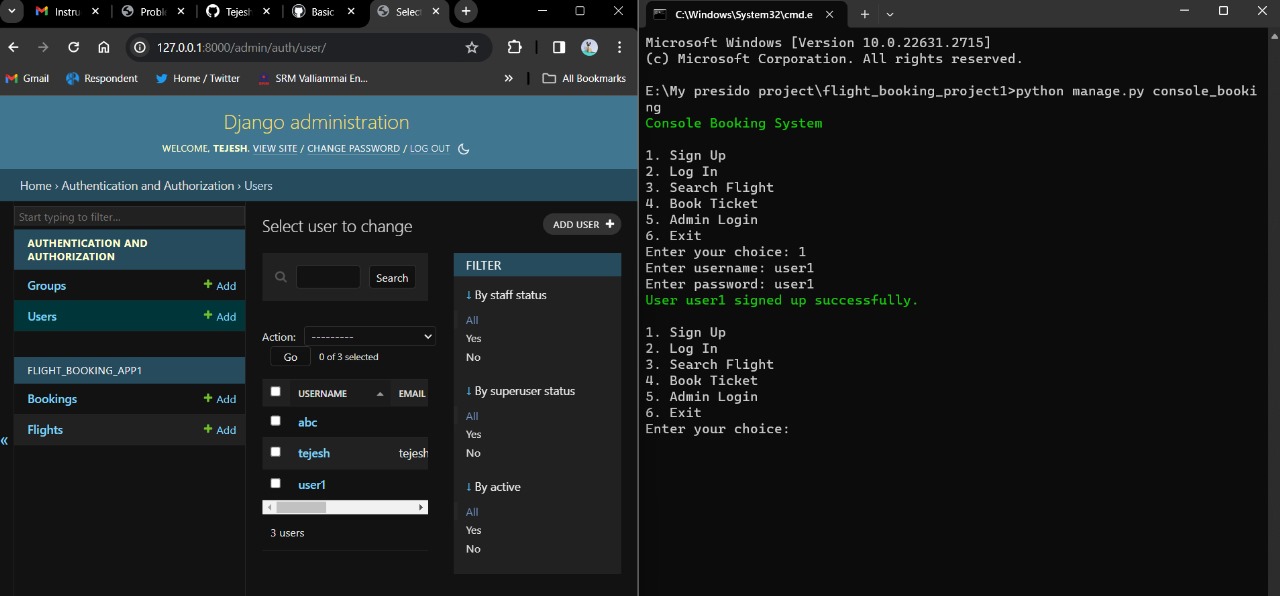 Instru
Probl
Tejesh
Basic
Selec
127.0.0.1:8000/admin/auth/user/
Gmail
Respondent
Home / Twitter
SRM Valliammai En...
»
All Bookmarks
Django administration
WELCOME, TEJESH. VIEW SITE / CHANGE PASSWORD / LOG OUT
Home › Authentication and Authorization › Users
Start typing to filter...
AUTHENTICATION AND
AUTHORIZATION
Groups
+ Add
Users
+ Add
FLIGHT_BOOKING_APP1
Bookings
+ Add
Flights
+ Add
«
Select user to change
ADD USER +
Search
Action:
---------
Go
0 of 3 selected
USERNAME
EMAIL
abc
tejesh
tejesh
user1
3 users
FILTER
↓ By staff status
All
Yes
No
↓ By superuser status
All
Yes
No
↓ By active
All
Yes
No
C:\Windows\System32\cmd.e
Microsoft Windows [Version 10.0.22631.2715]
(c) Microsoft Corporation. All rights reserved.
E:\My presido project\flight_booking_project1>python manage.py console_booki
ng
Console Booking System
1. Sign Up
2. Log In
3. Search Flight
4. Book Ticket
5. Admin Login
6. Exit
Enter your choice: 1
Enter username: user1
Enter password: user1
User user1 signed up successfully.
1. Sign Up
2. Log In
3. Search Flight
4. Book Ticket
5. Admin Login
6. Exit
Enter your choice: